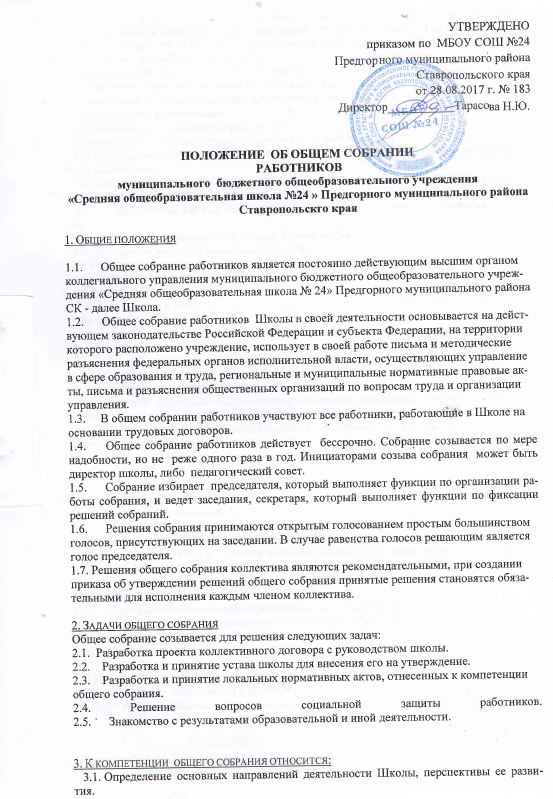 УТВЕРЖДЕНО
приказом по МБОУ СОШ №24
Предгорного муниципального района
Ставропольского края
от 28.08.2017 г. № 183
Директор Тарасова Н.Ю.
МБОУ
СОШ №24
ПОЛОЖЕНИЕ ОБ ОБЩЕМ СОБРАНИИ
РАБОТНИКОВ
муниципального бюджетного общеобразовательного учреждения
«Средняя общеобразовательная школа №24 » Предгорного муниципального района
Ставропольскго края
1. ОБЩИЕ ПОЛОЖЕНИЯ
1.1. Общее собрание работников является постоянно действующим высшим органом
коллегиального управления муниципального бюджетного общеобразовательного учреж-
дения «Средняя общеобразовательная школа № 24» Предгорного муниципального района
СК - далее Школа.
1.2. Общее собрание работников Школы в своей деятельности основывается на дейст-
вующем законодательстве Российской Федерации и субъекта Федерации, на территории
которого расположено учреждение, использует в своей работе письма и методические
разъяснения федеральных органов исполнительной власти, осуществляющих управление
в сфере образования и труда, региональные и муниципальные нормативные правовые ак-
ты, письма и разъяснения общественных организаций по вопросам труда и организации
управления.
1.3. В общем собрании работников участвуют все работники, работающие в Школе на
основании трудовых договоров.
1.4. Общее собрание работников действует бессрочно. Собрание созывается по мере
надобности, но не реже одного раза в год. Инициаторами созыва собрания может быть
директор школы, либо педагогический совет.
1.5. Собрание избирает председателя, который выполняет функции по организации ра-
боты собрания, и ведет заседания, секретаря, который выполняет функции по фиксации
решений собраний.
1.6. Решения собрания принимаются открытым голосованием простым большинством
голосов, присутствующих на заседании. В случае равенства голосов решающим является
голос председателя.
1.7. Решения общего собрания коллектива являются рекомендательными, при создании
приказа об утверждении решений общего собрания принятые решения становятся обяза-
тельными для исполнения каждым членом коллектива.
2. ЗАДАЧИ ОБЩЕГО СОБРАНИЯ
Общее собрание созывается для решения следующих задач:
2.1. Разработка проекта коллективного договора с руководством школы.
2.2. Разработка и принятие устава школы для внесения его на утверждение.
2.3. Разработка и принятие локальных нормативных актов, отнесенных к компетенции
общего собрания.
2.4. Решение вопросов социальной защиты работников.
2.5. Знакомство с результатами образовательной и иной деятельности.
3. К КОМПЕТЕНЦИИ ОБЩЕГО СОБРАНИЯ ОТНОСИТСЯ:
3.1. Определение основных направлений деятельности Школы, перспективы ее разви-
тия.